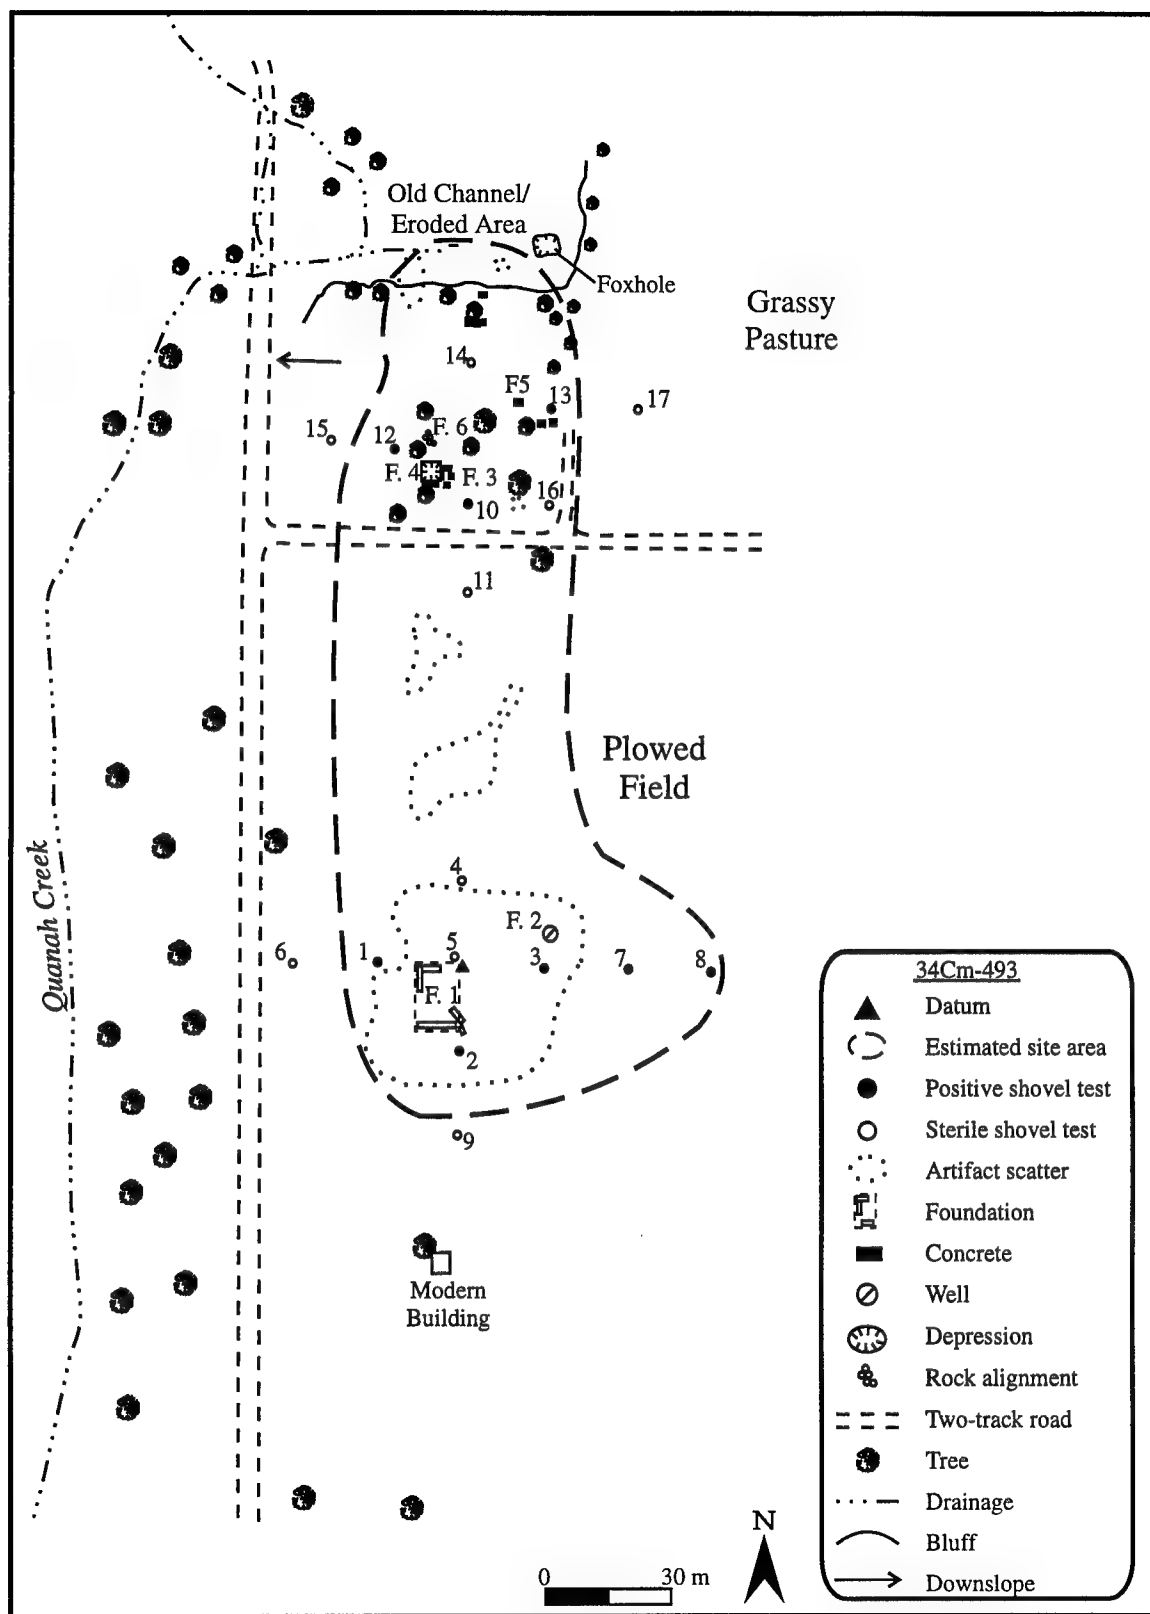 Old Channel/
Eroded Area
Foxhole
Grassy
Pasture
14
F5
13
17
15
12
F. 6
F. 4
F. 3
16
10
11
Plowed
Field
Quanah Creek
4
F. 2
6
1
5
3
7
8
F. 1
2
9
Modern
Building
N
0
30 m
34Cm-493
Datum
Estimated site area
Positive shovel test
Sterile shovel test
Artifact scatter
Foundation
Concrete
Well
Depression
Rock alignment
Two-track road
Tree
Drainage
Bluff
Downslope